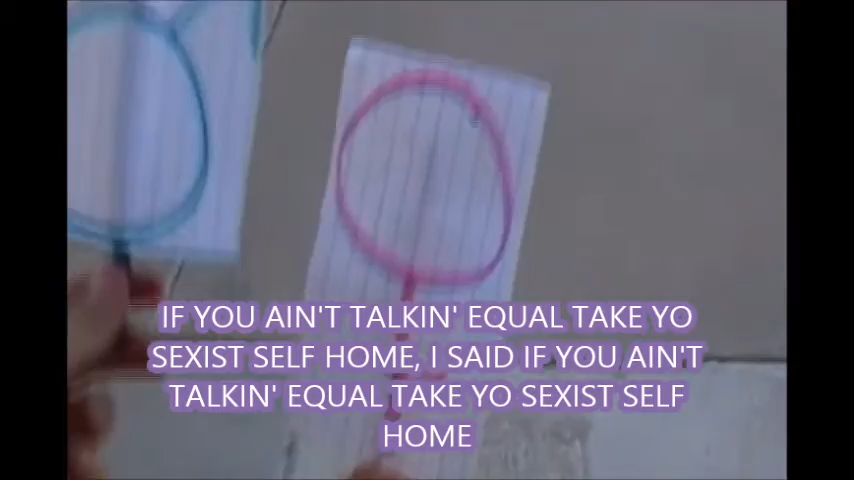 IF YOU AIN'T TALKIN' EQUAL TAKE YO
SEXIST SELF HOME, I SAID IF YOU AIN'T
TALKIN' EQUAL TAKE YO SEXIST SELF
HOME